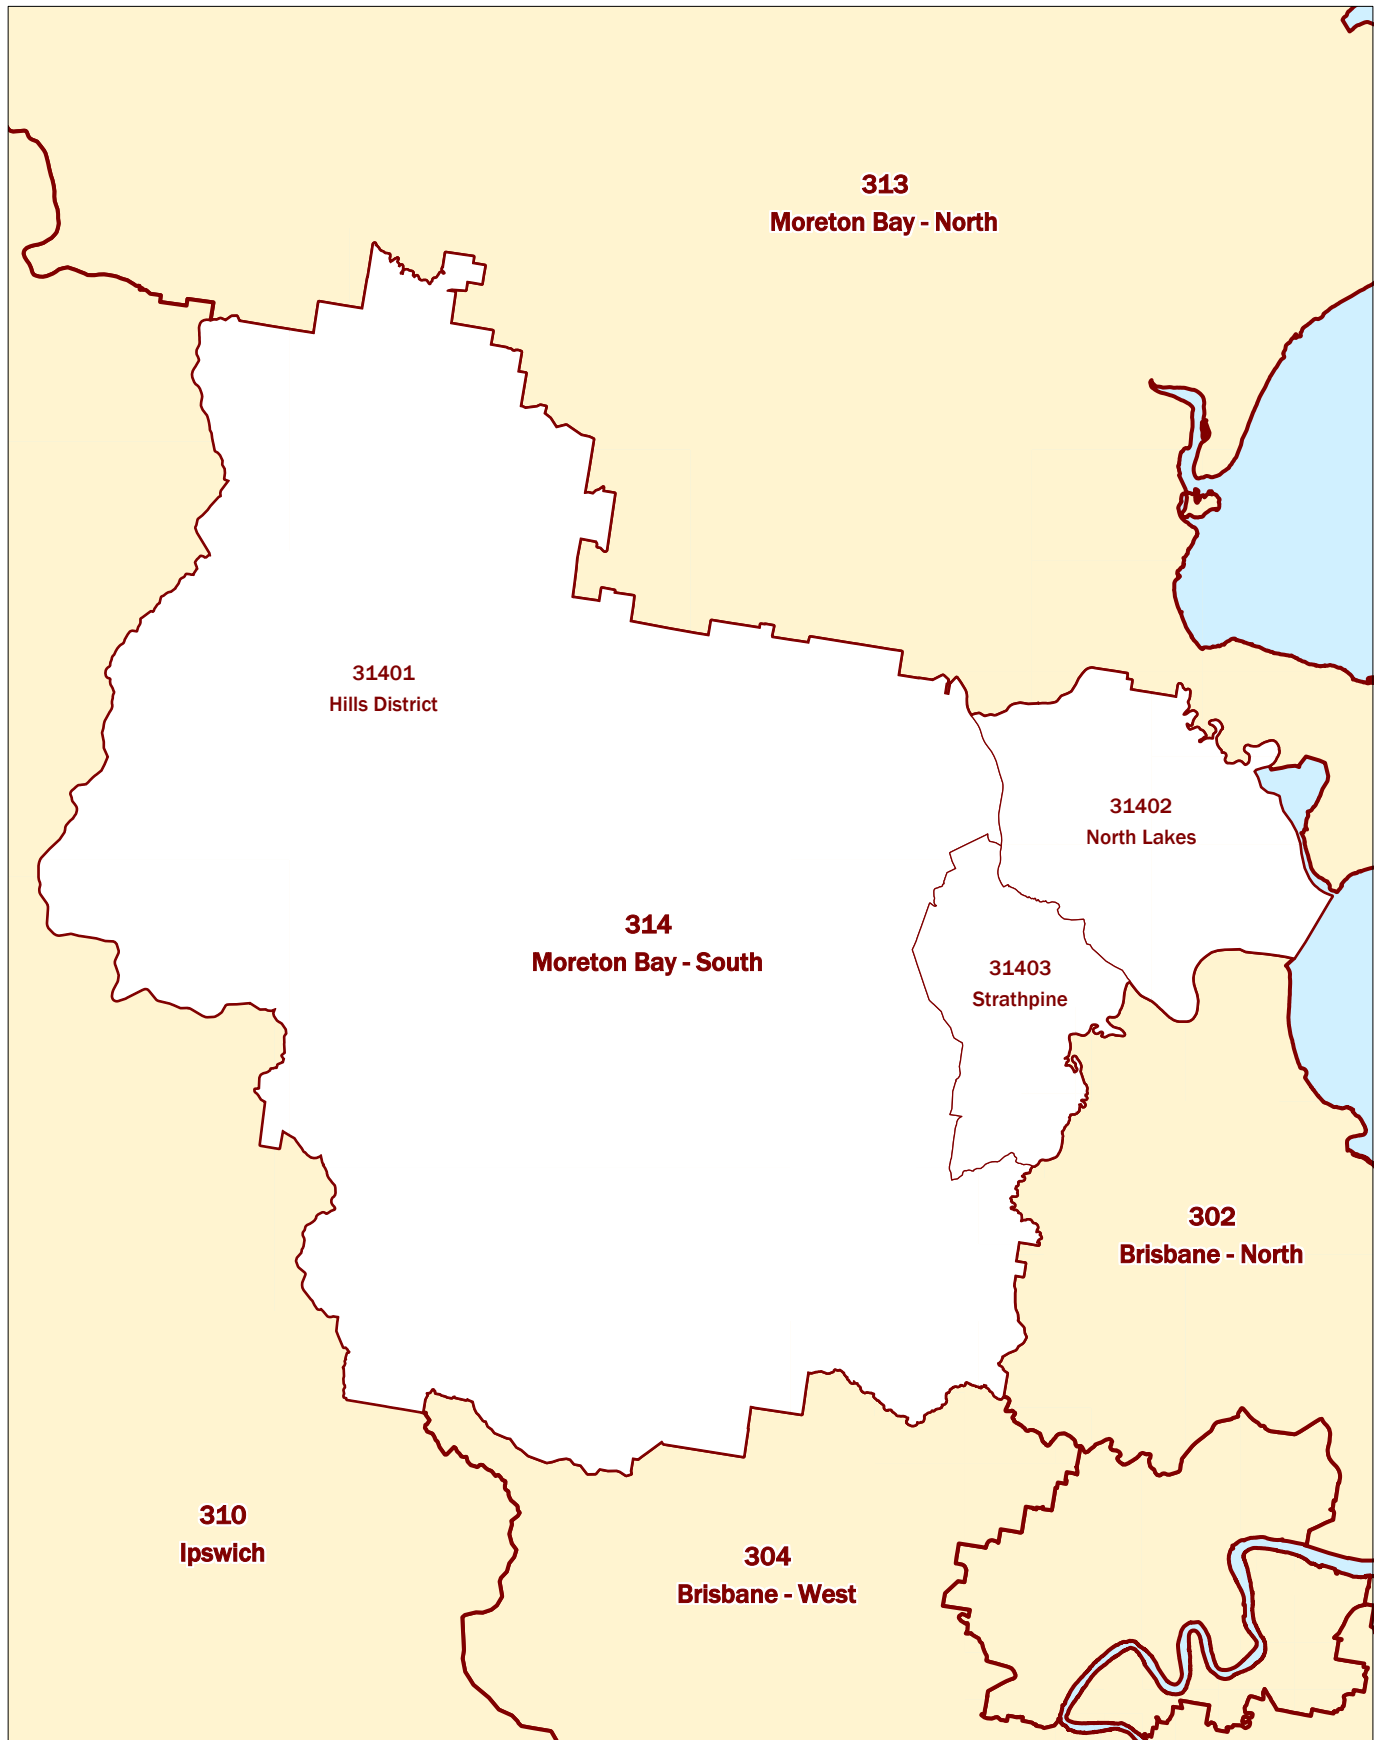 313
Moreton Bay - North
31401
Hills District
31402
North Lakes
314
Moreton Bay - South
31403
Strathpine
302
Brisbane - North
310
Ipswich
304
Brisbane - West